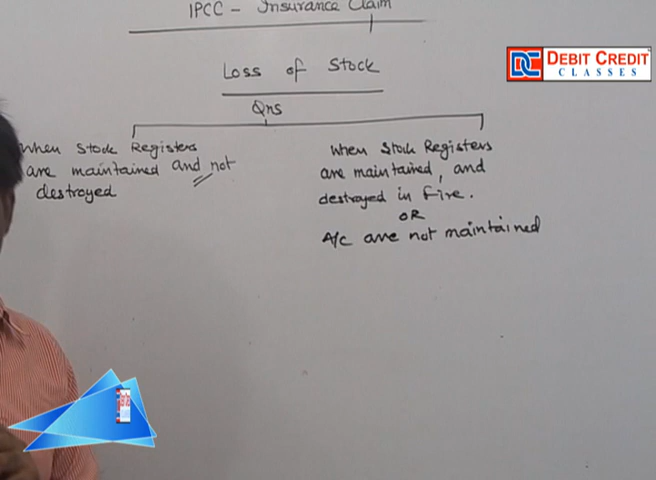 IPCC - Insurance Claim
Loss of Stock
Qns
When Stock Registers
are maintained and not
destroyed
When Stock Registers
are maintained, and
destroyed in fire.
OR
A/c are not maintained
DC DEBIT CREDIT
CLASSES